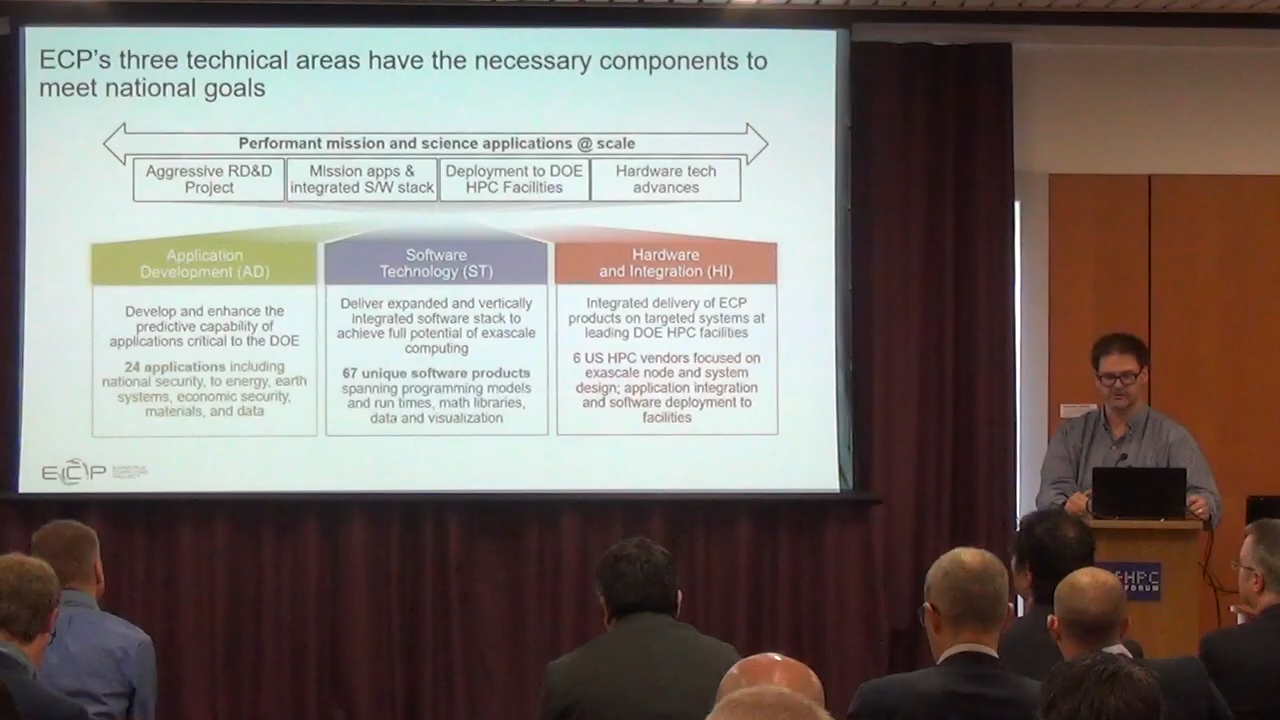 ECP's three technical areas have the necessary components to
meet national goals
Performant mission and science applications @ scale
Aggressive RD&D
Project
Mission apps &
integrated S/W stack
Deployment to DOE
HPC Facilities
Hardware tech
advances
Application
Development (AD)
Develop and enhance the
predictive capability of
applications critical to the DOE
24 applications including
national security, to energy, earth
systems, economic security,
materials, and data
Software
Technology (ST)
Deliver expanded and vertically
integrated software stack to
achieve full potential of exascale
computing
67 unique software products
spanning programming models
and run times, math libraries,
data and visualization
Hardware
and Integration (HI)
Integrated delivery of ECP
products on targeted systems at
leading DOE HPC facilities
6 US HPC vendors focused on
exascale node and system
design; application integration
and software deployment to
facilities
ECP
EXASCALE
COMPUTING
PROJECT
HPC
FORUM